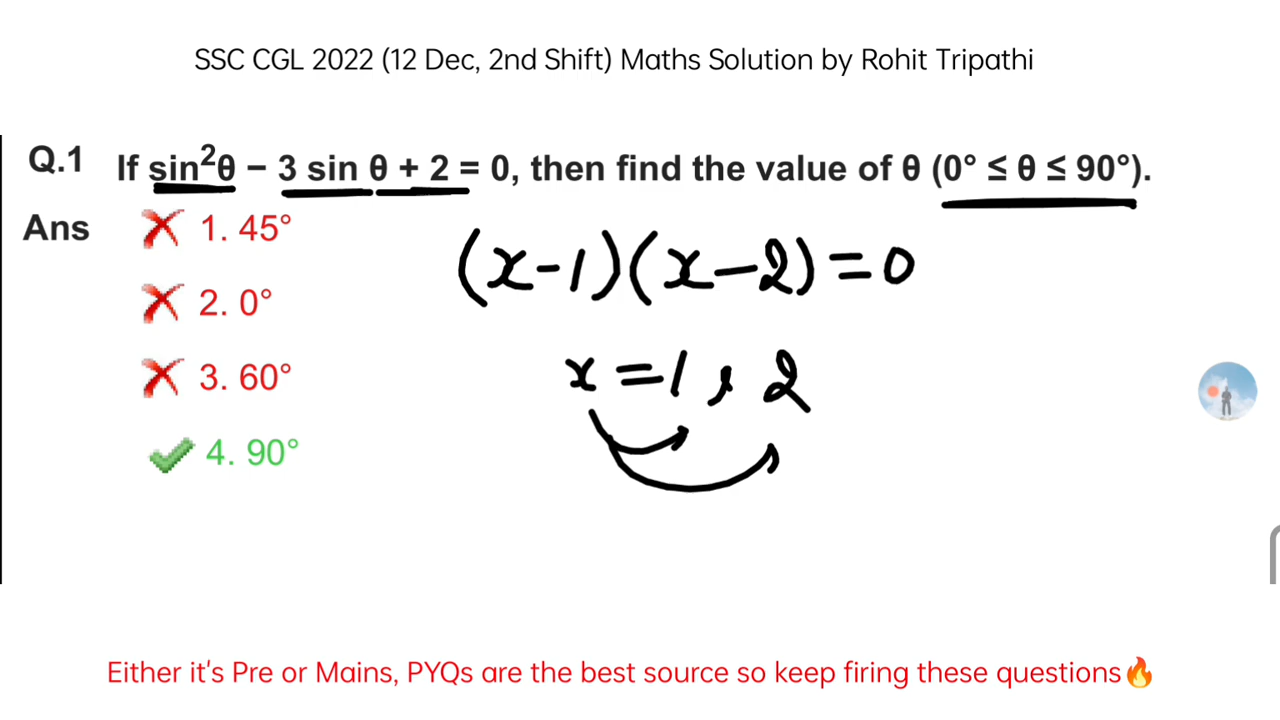 SSC CGL 2022 (12 Dec, 2nd Shift) Maths Solution by Rohit Tripathi
Q.1 If sin²θ − 3 sin θ + 2 = 0, then find the value of θ (0° ≤ θ ≤ 90°).
Ans 1. 45°
(x-1)(x-2)=0
2. 0°
3. 60°
x=1, 2
4. 90°
Either it's Pre or Mains, PYQs are the best source so keep firing these questions🔥